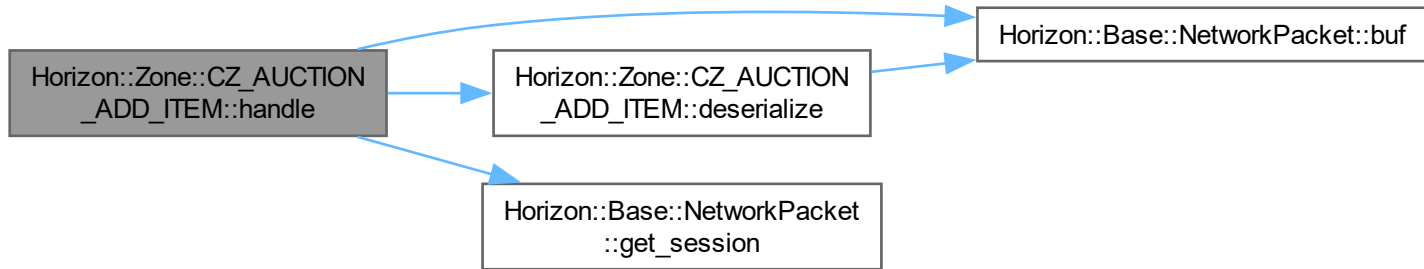 Horizon::Zone::CZ_AUCTION
_ADD_ITEM::handle
Horizon::Zone::CZ_AUCTION
_ADD_ITEM::deserialize
Horizon::Base::NetworkPacket::buf
Horizon::Base::NetworkPacket
::get_session